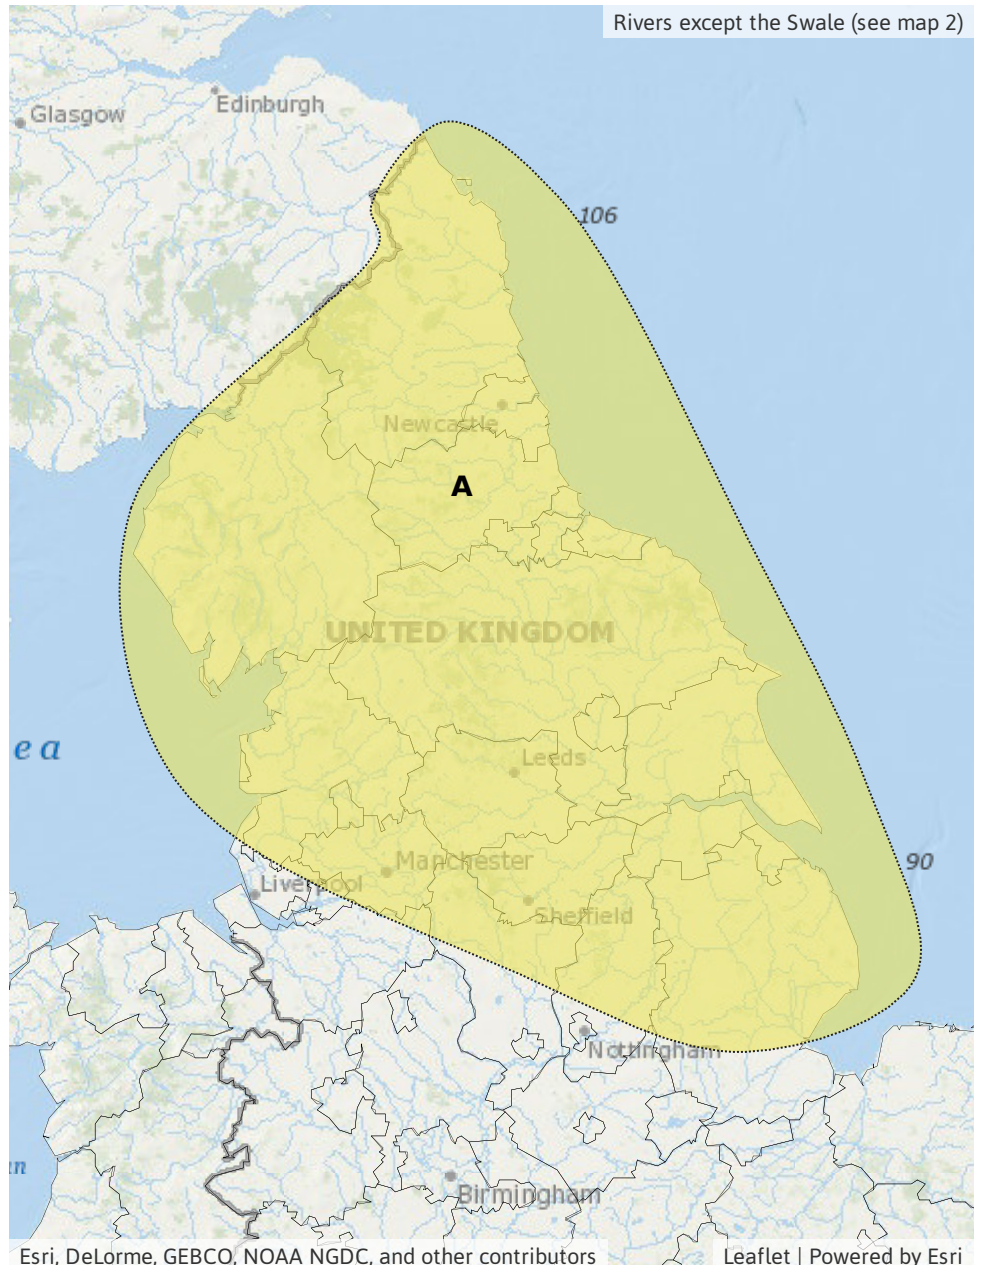 Rivers except the Swale (see map 2)
Edinburgh
Glasgow
106
Newcastle
A
UNITED KINGDOM
e a
Leeds
Manchester
90
Liverpool
Sheffield
Nottingham
Birmingham
Esri, DeLorme, GEBCO, NOAA NGDC, and other contributors
Leaflet | Powered by Esri